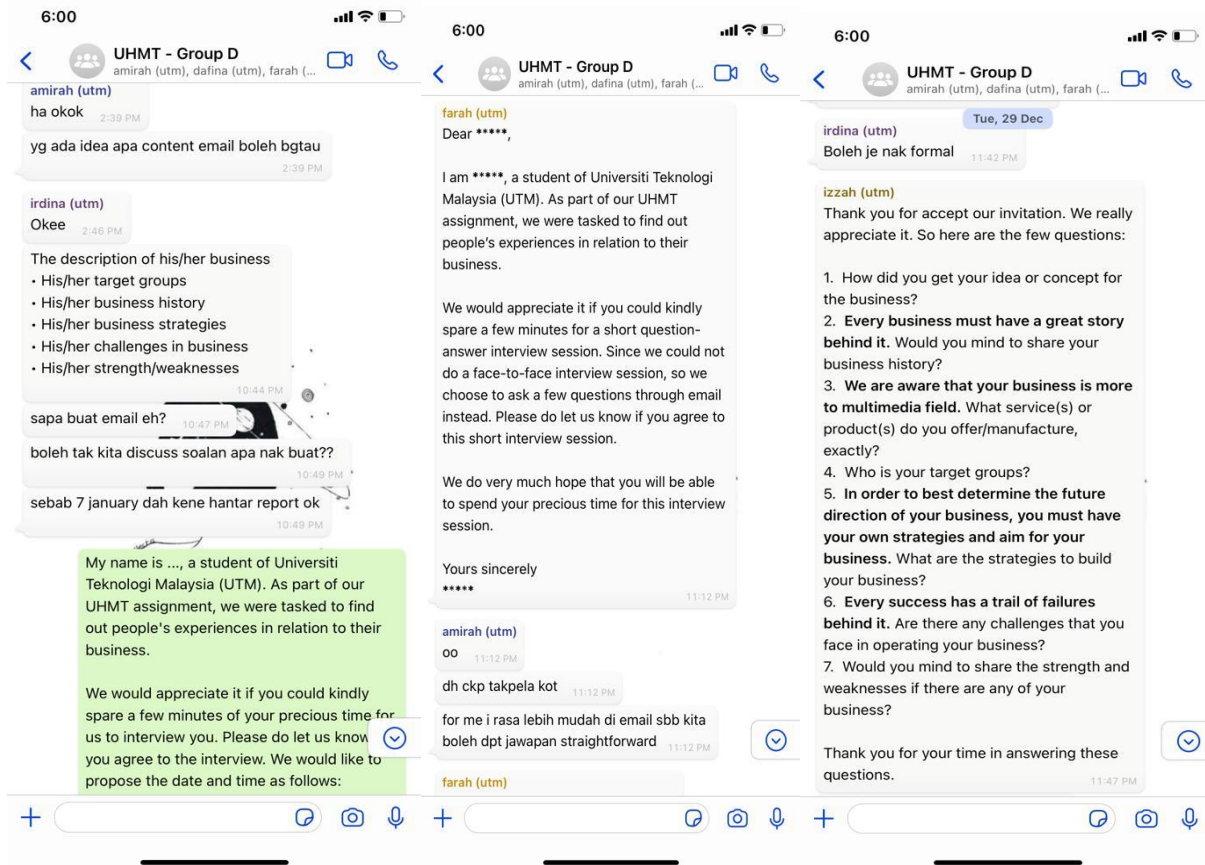 6:00
UHMT - Group D
amirah (utm), dafina (utm), farah (...
amirah (utm)
ha okok 2:39 PM
yg ada idea apa content email boleh bgtau
2:39 PM
irdina (utm)
Okee 2:46 PM
The description of his/her business
• His/her target groups
• His/her business history
• His/her business strategies
• His/her challenges in business
• His/her strength/weaknesses
10:44 PM
sapa buat email eh? 10:47 PM
boleh tak kita discuss soalan apa nak buat??
10:49 PM
sebab 7 january dah kene hantar report ok
10:49 PM
My name is ..., a student of Universiti
Teknologi Malaysia (UTM). As part of our
UHMT assignment, we were tasked to find
out people's experiences in relation to their
business.
We would appreciate it if you could kindly
spare a few minutes of your precious time for
us to interview you. Please do let us know
you agree to the interview. We would like to
propose the date and time as follows:
6:00
UHMT - Group D
amirah (utm), dafina (utm), farah (...
farah (utm)
Dear *****,
I am *****, a student of Universiti Teknologi
Malaysia (UTM). As part of our UHMT
assignment, we were tasked to find out
people's experiences in relation to their
business.
We would appreciate it if you could kindly
spare a few minutes for a short question-
answer interview session. Since we could not
do a face-to-face interview session, so we
choose to ask a few questions through email
instead. Please do let us know if you agree to
this short interview session.
We do very much hope that you will be able
to spend your precious time for this interview
session.
Yours sincerely
*****
11:12 PM
amirah (utm)
oo 11:12 PM
dh ckp takpela kot 11:12 PM
for me i rasa lebih mudah di email sbb kita
boleh dpt jawapan straightforward 11:12 PM
farah (utm)
6:00
UHMT - Group D
amirah (utm), dafina (utm), farah (...
Tue, 29 Dec
irdina (utm)
Boleh je nak formal 11:42 PM
izzah (utm)
Thank you for accept our invitation. We really
appreciate it. So here are the few questions:
1. How did you get your idea or concept for
the business?
2. Every business must have a great story
behind it. Would you mind to share your
business history?
3. We are aware that your business is more
to multimedia field. What service(s) or
product(s) do you offer/manufacture,
exactly?
4. Who is your target groups?
5. In order to best determine the future
direction of your business, you must have
your own strategies and aim for your
business. What are the strategies to build
your business?
6. Every success has a trail of failures
behind it. Are there any challenges that you
face in operating your business?
7. Would you mind to share the strength and
weaknesses if there are any of your
business?
Thank you for your time in answering these
questions.
11:47 PM